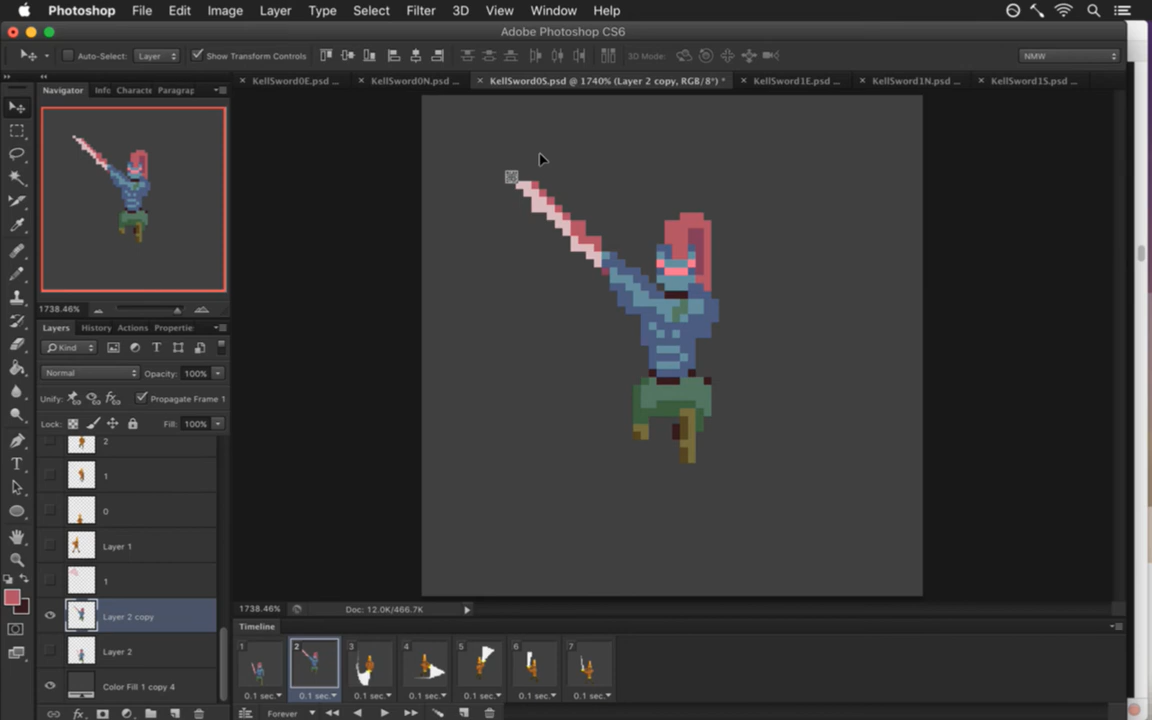 Photoshop File Edit Image Layer Type Select Filter 3D View Window Help
Adobe Photoshop CS6
Auto-Select: Layer Show Transform Controls 3D Mode: NMW
KellSword0E.psd ... KellSword0N.psd ... KellSword0S.psd @ 1740% (Layer 2 copy, RGB/8*) * KellSword1E.psd ... KellSword1N.psd ... KellSword1S.psd ...
Navigator Info Characte Paragrap
1738.46%
Layers History Actions Propertie
Kind
Normal Opacity: 100%
Unify: Propagate Frame 1
Lock: Fill: 100%
2
1
0
Layer 1
1
Layer 2 copy
Layer 2
Color Fill 1 copy 4
1738.46% Doc: 12.0K/466.7K
Timeline
1 2 3 4 5 6 7
0.1 sec. 0.1 sec. 0.1 sec. 0.1 sec. 0.1 sec. 0.1 sec. 0.1 sec.
Forever
fx